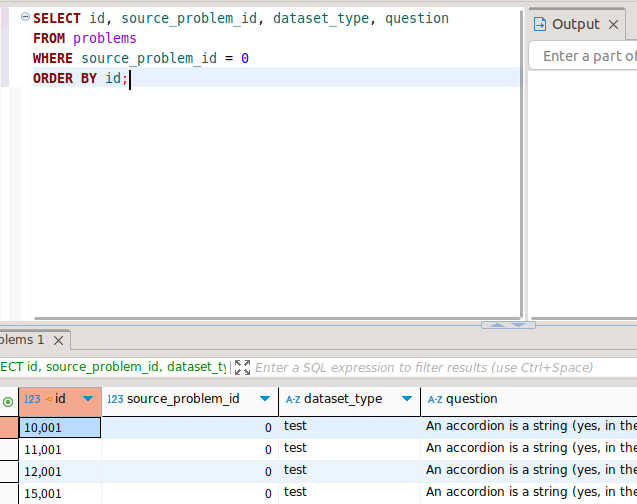 SELECT id, source_problem_id, dataset_type, question
FROM problems
WHERE source_problem_id = 0
ORDER BY id;
Output
Enter a part of
blems 1
ECT id, source_problem_id, dataset_ty
Enter a SQL expression to filter results (use Ctrl+Space)
123 id 123 source_problem_id A-Z dataset_type A-Z question
10,001 0 test An accordion is a string (yes, in the
11,001 0 test An accordion is a string (yes, in the
12,001 0 test An accordion is a string (yes, in the
15,001 0 test An accordion is a string (yes, in the